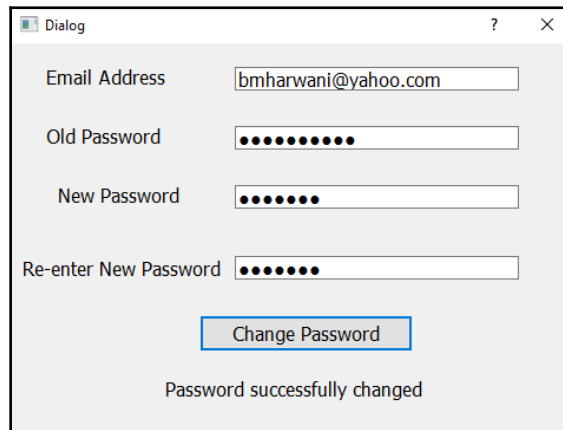 Dialog ?
Email Address bmharwani@yahoo.com
Old Password ●●●●●●●●●●
New Password ●●●●●●●
Re-enter New Password ●●●●●●●
Change Password
Password successfully changed